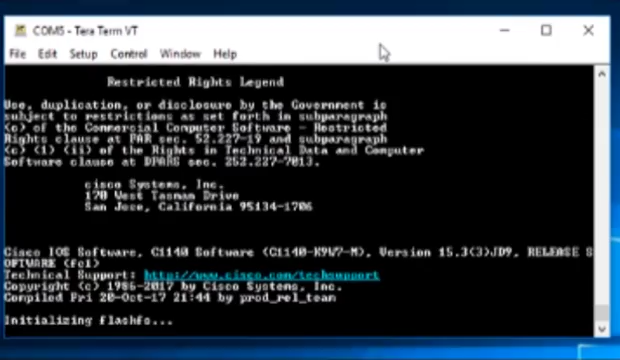 COM5 - Tera Term VT
File Edit Setup Control Window Help
Restricted Rights Legend
Use, duplication, or disclosure by the Government is
subject to restrictions as set forth in subparagraph
(c) of the Commercial Computer Software - Restricted
Rights clause at FAR sec. 52.227-19 and subparagraph
(c) (1) (ii) of the Rights in Technical Data and Computer
Software clause at DFARS sec. 252.227-7013.
cisco Systems, Inc.
170 West Tasman Drive
San Jose, California 95134-1706
Cisco IOS Software, C1140 Software (C1140-K9W7-M), Version 15.3(3)JD9, RELEASE S
OFTWARE (fc1)
Technical Support: http://www.cisco.com/techsupport
Copyright (c) 1986-2017 by Cisco Systems, Inc.
Compiled Fri 20-Oct-17 21:44 by prod_rel_team
Initializing flashfs...